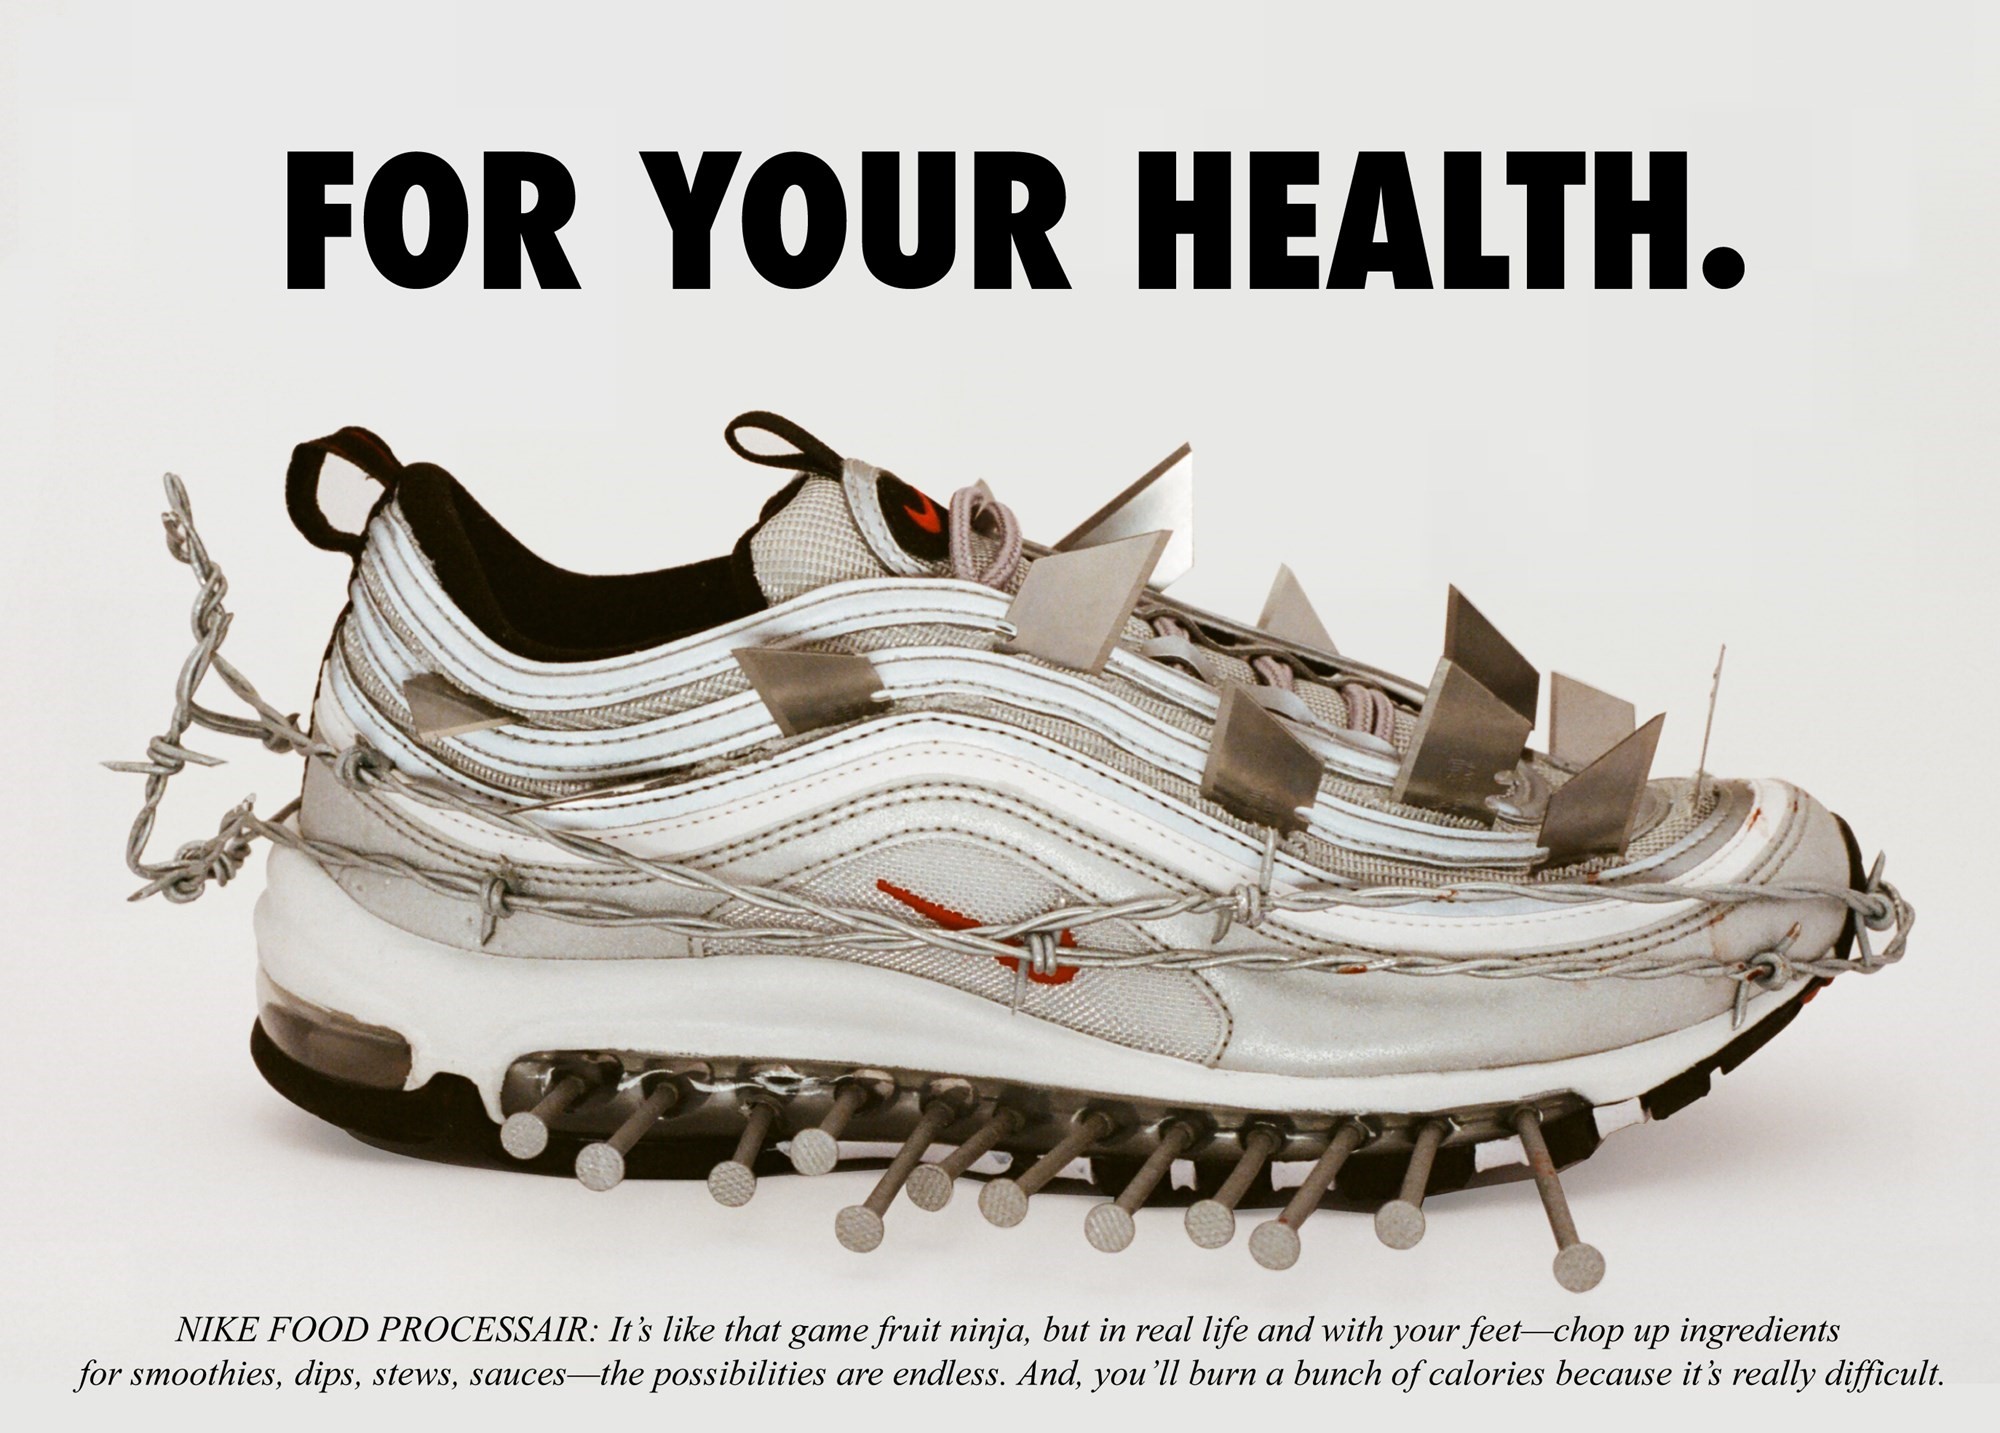 FOR YOUR HEALTH.
NIKE FOOD PROCESSAIR: It’s like that game fruit ninja, but in real life and with your feet—chop up ingredients
for smoothies, dips, stews, sauces—the possibilities are endless. And, you’ll burn a bunch of calories because it’s really difficult.